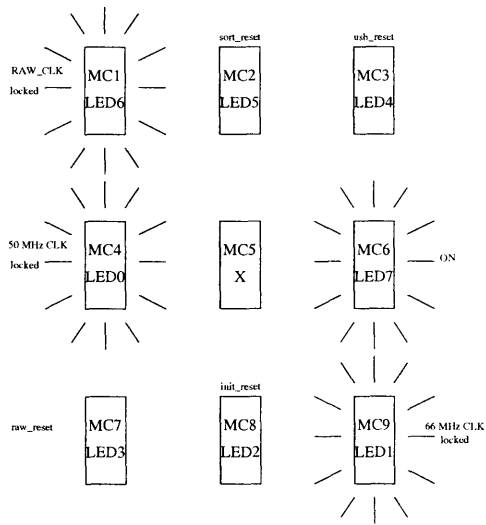 sort_reset
usb_reset
RAW_CLK
locked
MC1
LED6
MC2
LED5
MC3
LED4
50 MHz CLK
locked
MC4
LED0
MC5
X
MC6
LED7
ON
init_reset
raw_reset
MC7
LED3
MC8
LED2
MC9
LED1
66 MHz CLK
locked